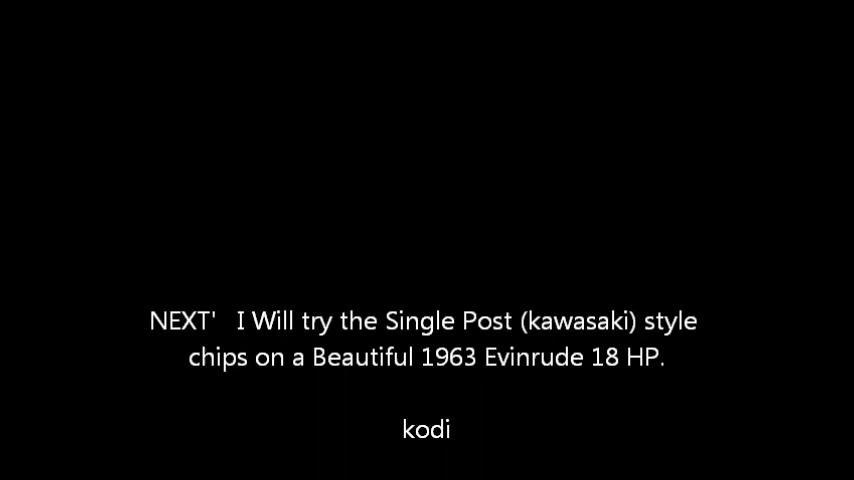 NEXT'   I Will try the Single Post (kawasaki) style
chips on a Beautiful 1963 Evinrude 18 HP.
kodi